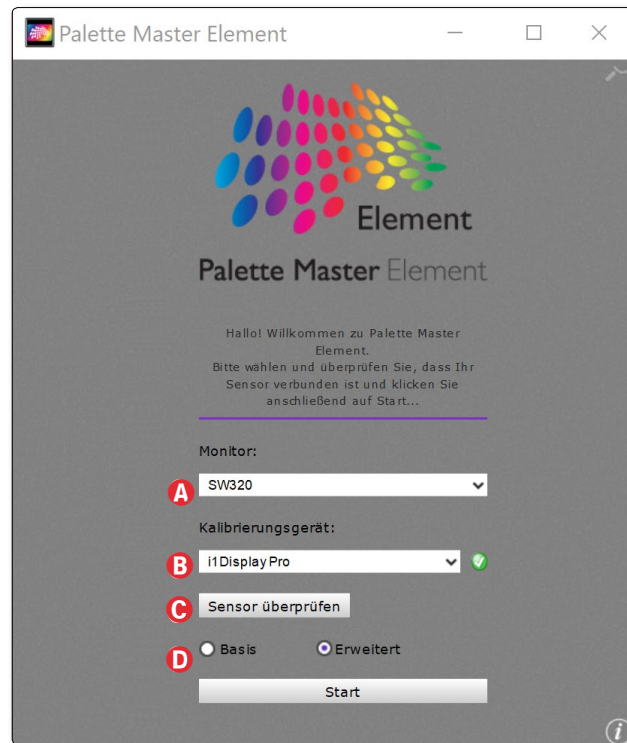 Palette Master Element
Element
Palette Master Element
Hallo! Willkommen zu Palette Master
Element.
Bitte wählen und überprüfen Sie, dass Ihr
Sensor verbunden ist und klicken Sie
anschließend auf Start...
Monitor:
A SW320
Kalibrierungsgerät:
B i1Display Pro
C Sensor überprüfen
D Basis Erweitert
Start
i